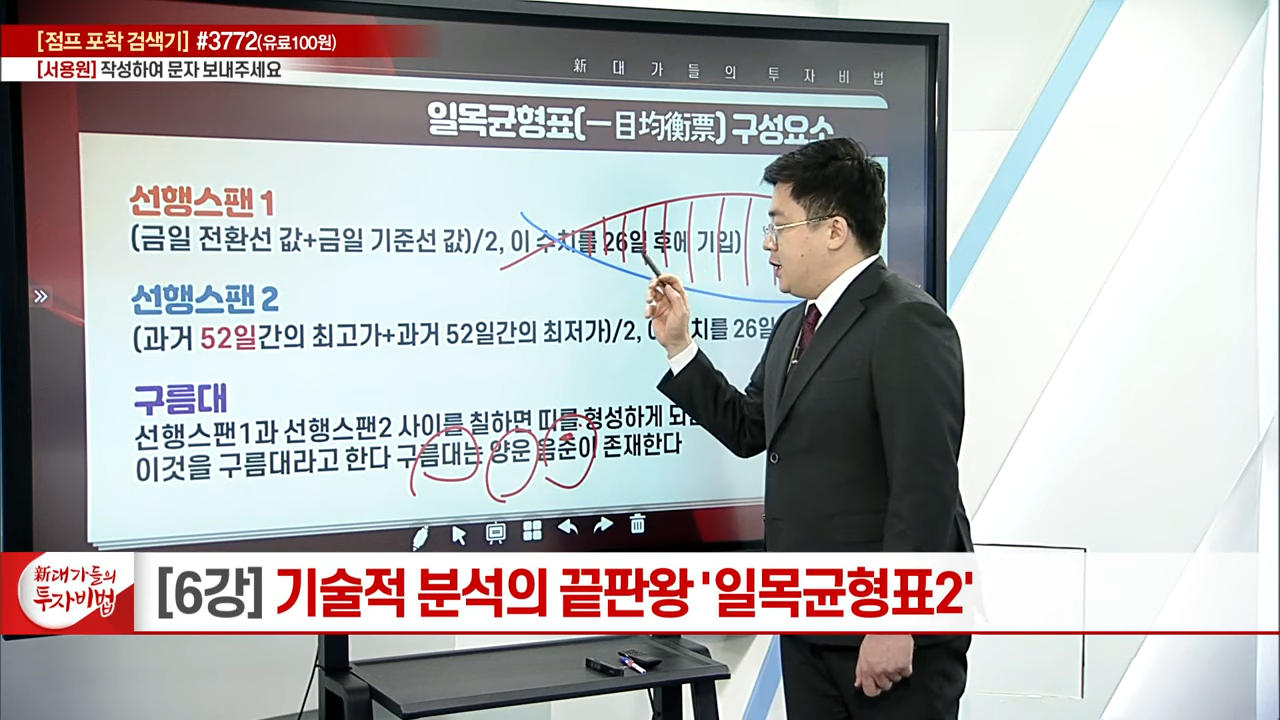 [점프 포착 검색기] #3772(유료100원)
[서용원] 작성하여 문자 보내주세요
新 대 가 들 의 투 자 비 법
일목균형표(一目均衡票) 구성요소
선행스팬 1
(금일 전환선 값+금일 기준선 값)/2, 이 수치를 26일 후에 기입)
선행스팬 2
(과거 52일간의 최고가+과거 52일간의 최저가)/2, 26일
구름대
선행스팬1과 선행스팬2 사이를 칠하면 띠를 형성하게
이것을 구름대라고 한다 구름대는 양운 음운이 존재한다
新대가들의
투자비법
[6강] 기술적 분석의 끝판왕 '일목균형표2'